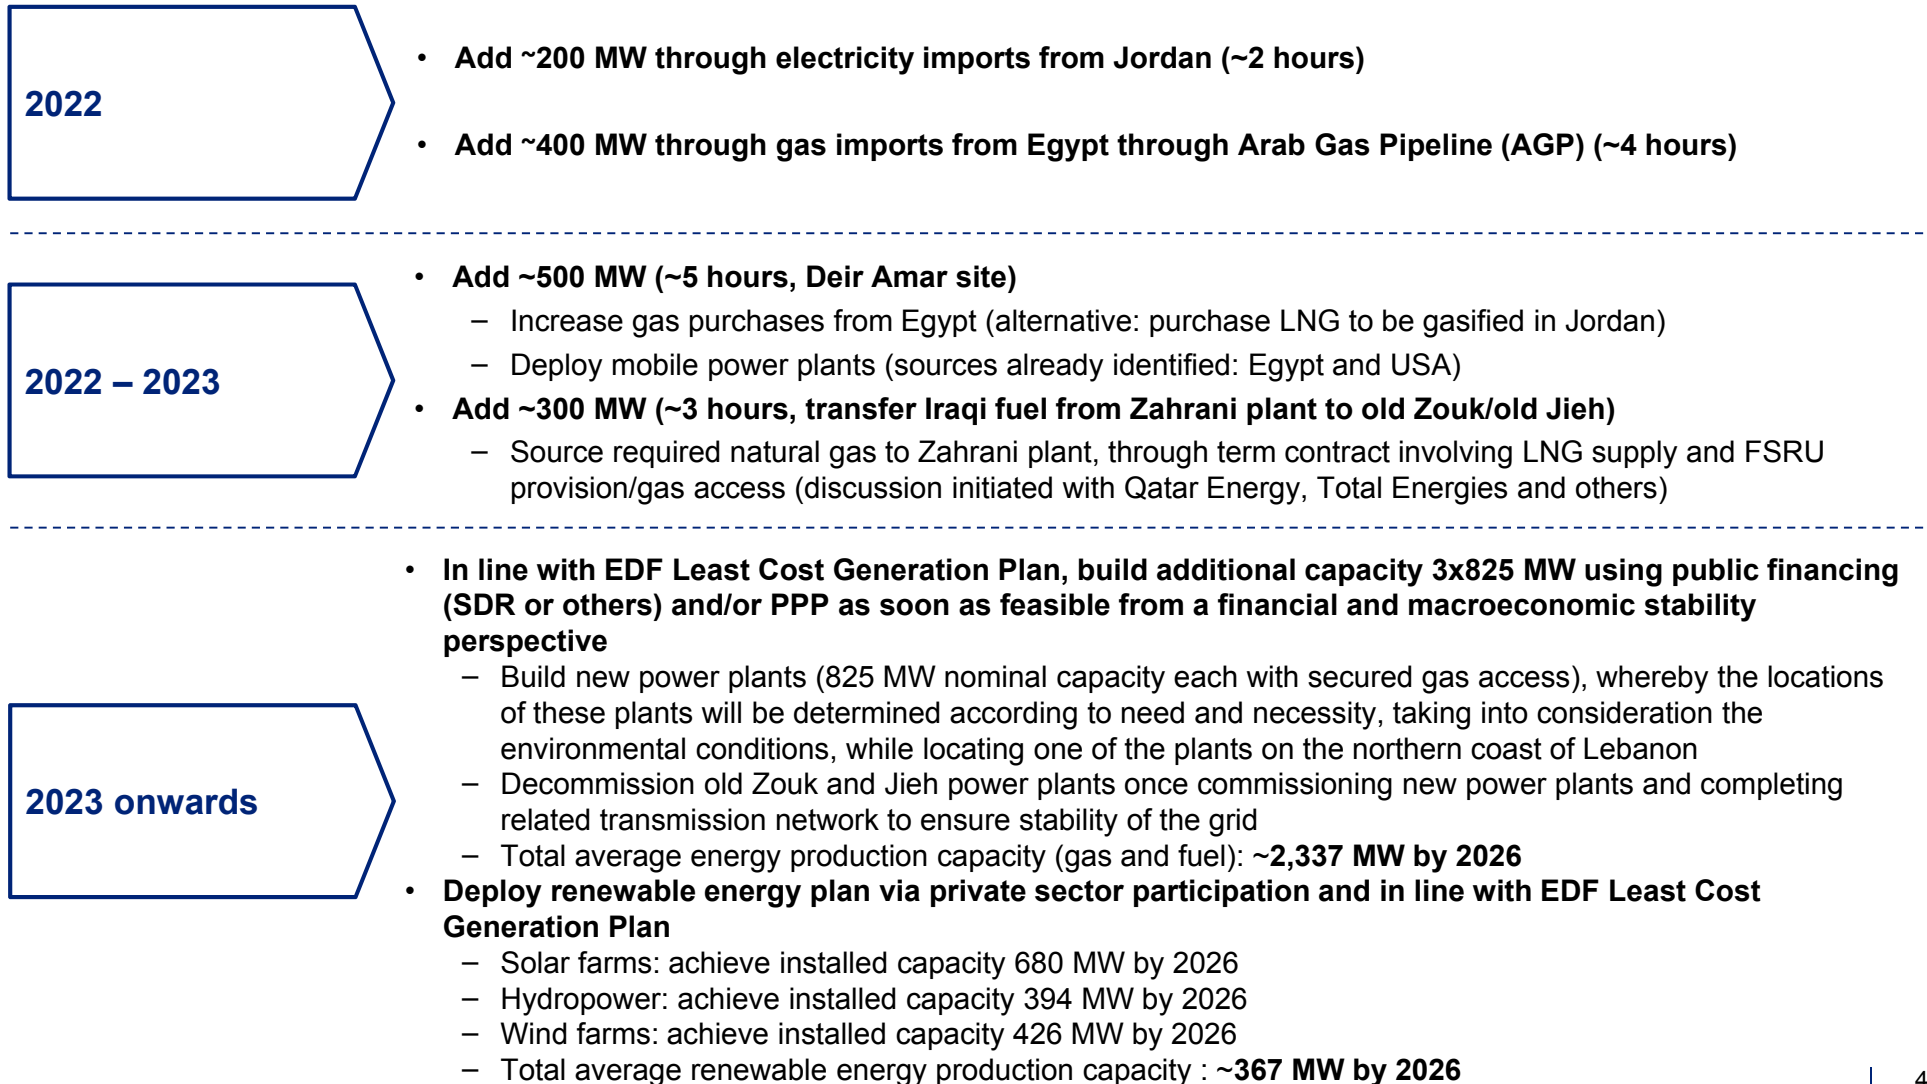 2022
• Add ~200 MW through electricity imports from Jordan (~2 hours)
• Add ~400 MW through gas imports from Egypt through Arab Gas Pipeline (AGP) (~4 hours)
2022 – 2023
• Add ~500 MW (~5 hours, Deir Amar site)
– Increase gas purchases from Egypt (alternative: purchase LNG to be gasified in Jordan)
– Deploy mobile power plants (sources already identified: Egypt and USA)
• Add ~300 MW (~3 hours, transfer Iraqi fuel from Zahrani plant to old Zouk/old Jieh)
– Source required natural gas to Zahrani plant, through term contract involving LNG supply and FSRU
provision/gas access (discussion initiated with Qatar Energy, Total Energies and others)
2023 onwards
• In line with EDF Least Cost Generation Plan, build additional capacity 3x825 MW using public financing
(SDR or others) and/or PPP as soon as feasible from a financial and macroeconomic stability
perspective
– Build new power plants (825 MW nominal capacity each with secured gas access), whereby the locations
of these plants will be determined according to need and necessity, taking into consideration the
environmental conditions, while locating one of the plants on the northern coast of Lebanon
– Decommission old Zouk and Jieh power plants once commissioning new power plants and completing
related transmission network to ensure stability of the grid
– Total average energy production capacity (gas and fuel): ~2,337 MW by 2026
• Deploy renewable energy plan via private sector participation and in line with EDF Least Cost
Generation Plan
– Solar farms: achieve installed capacity 680 MW by 2026
– Hydropower: achieve installed capacity 394 MW by 2026
– Wind farms: achieve installed capacity 426 MW by 2026
– Total average renewable energy production capacity : ~367 MW by 2026
4